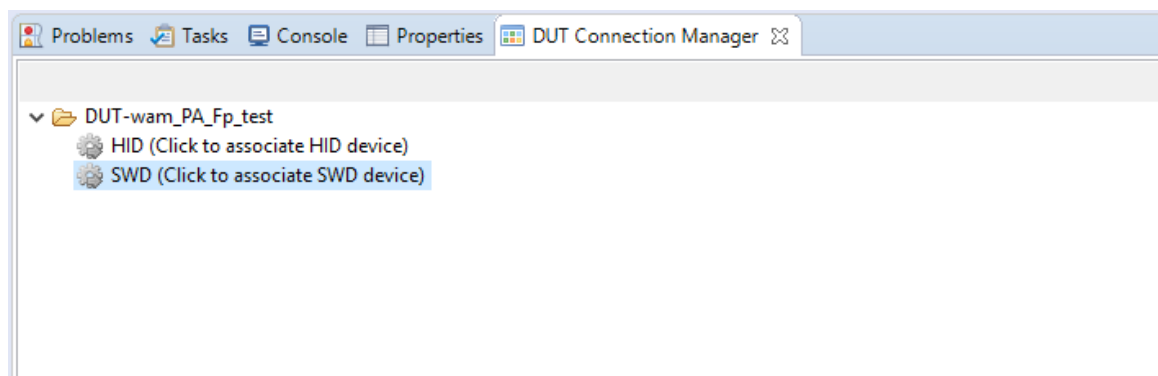 Problems Tasks Console Properties DUT Connection Manager
DUT-wam_PA_Fp_test
HID (Click to associate HID device)
SWD (Click to associate SWD device)